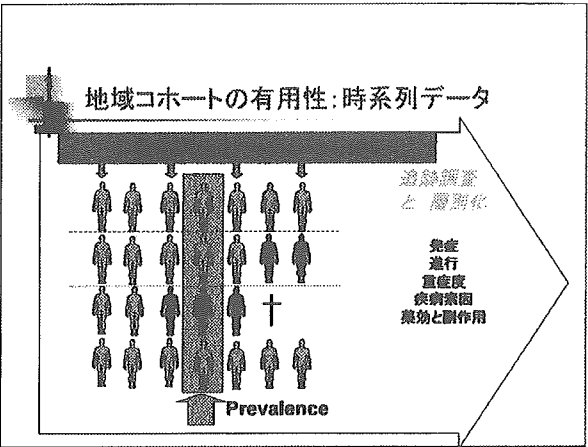 地域コホートの有用性:時系列データ
追跡調査
と 層別化
発症
進行
重症度
疾病素因
薬効と副作用
Prevalence